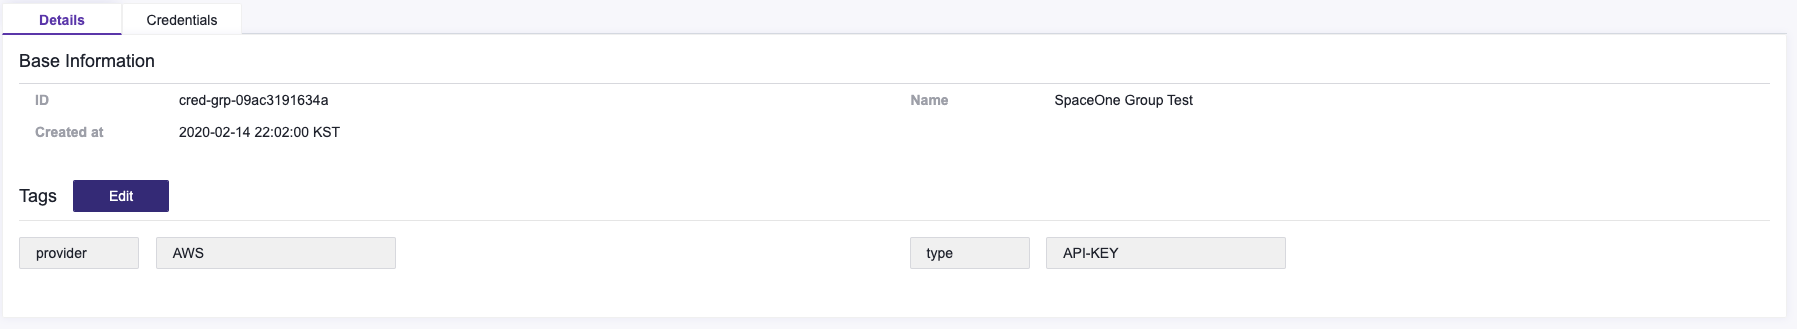 Details Credentials
Base Information
ID cred-grp-09ac3191634a Name SpaceOne Group Test
Created at 2020-02-14 22:02:00 KST
Tags Edit
provider AWS type API-KEY